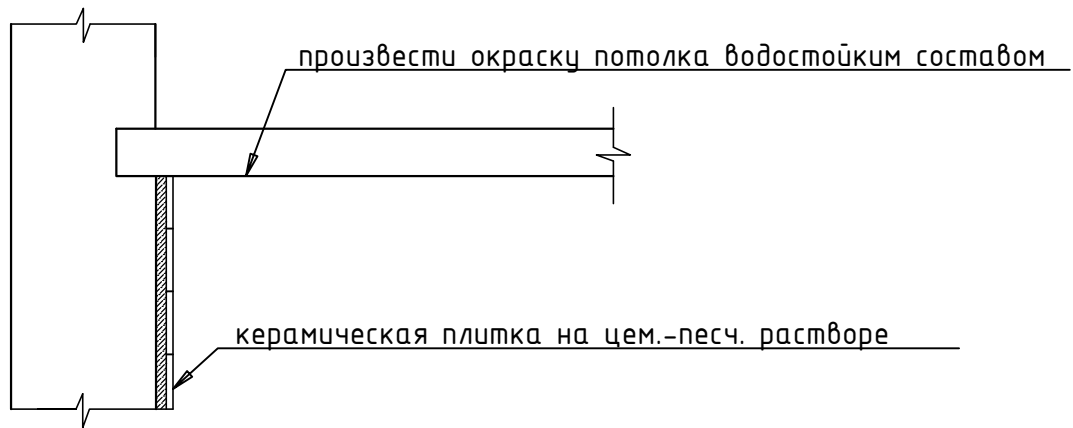 произвести окраску потолка водостойким составом
керамическая плитка на цем.-песч. растворе